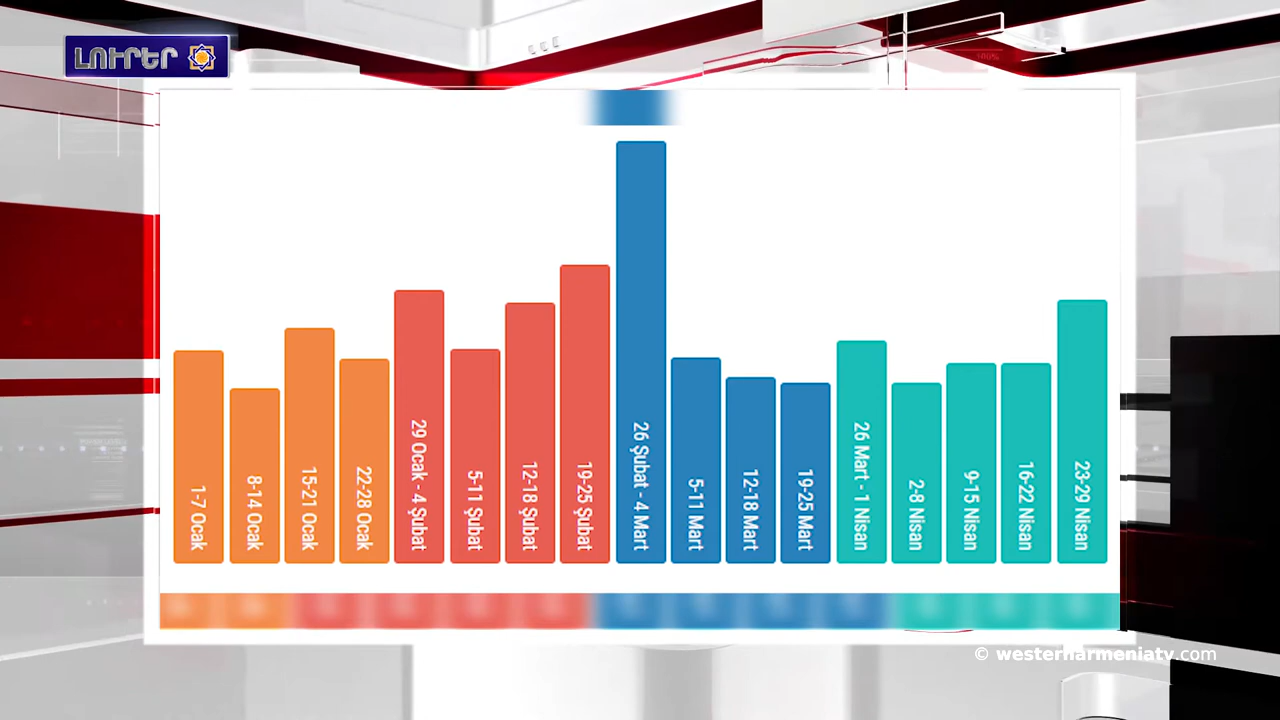 ԼՈՒՐԵՐ
1-7 Ocak
8-14 Ocak
15-21 Ocak
22-28 Ocak
29 Ocak - 4 Şubat
5-11 Şubat
12-18 Şubat
19-25 Şubat
26 Şubat - 4 Mart
5-11 Mart
12-18 Mart
19-25 Mart
26 Mart - 1 Nisan
2-8 Nisan
9-15 Nisan
16-22 Nisan
23-29 Nisan
© westernarmeniatv.com